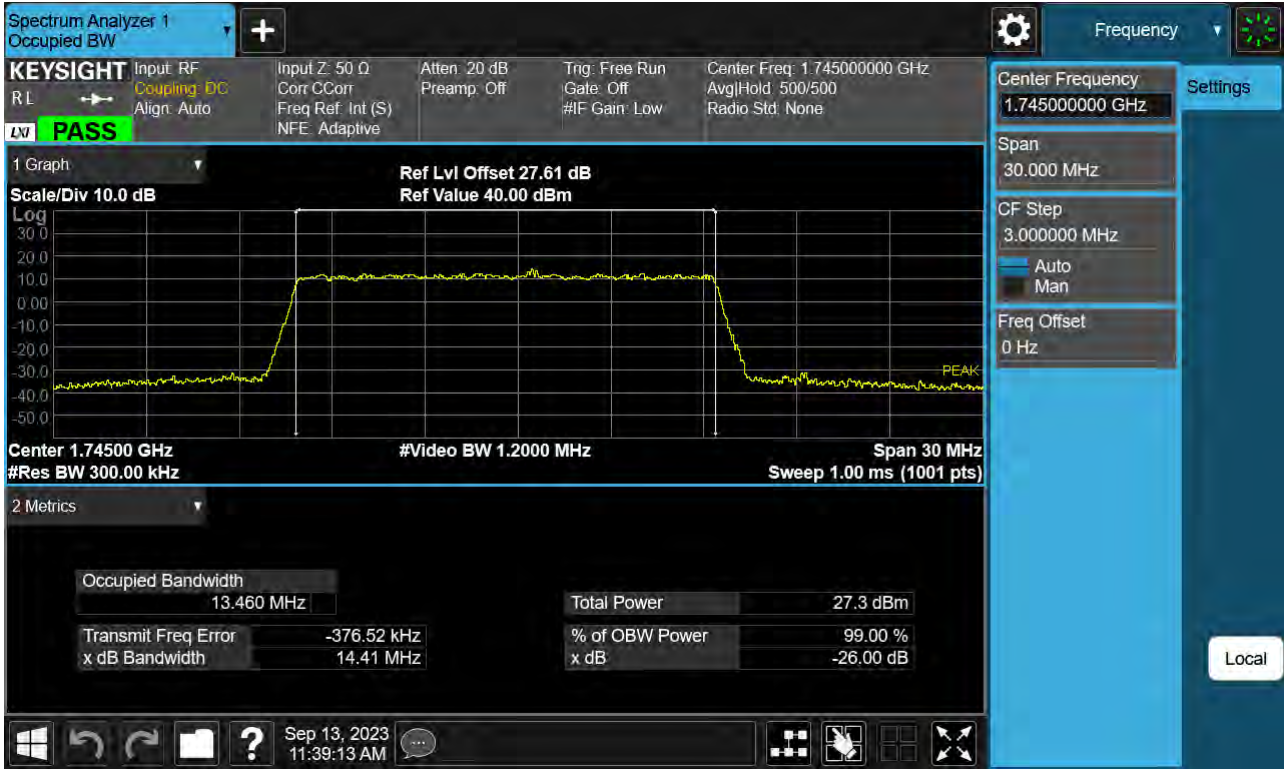 Spectrum Analyzer 1
Occupied BW
+
Frequency
KEYSIGHT
RL
LXI
PASS
Input: RF
Coupling: DC
Align: Auto
Input Z: 50 Ω
Corr CCorr
Freq Ref: Int (S)
NFE: Adaptive
Atten: 20 dB
Preamp: Off
Trig: Free Run
Gate: Off
#IF Gain: Low
Center Freq: 1.745000000 GHz
Avg|Hold: 500/500
Radio Std: None
Center Frequency
1.745000000 GHz
Settings
Span
30.000 MHz
CF Step
3.000000 MHz
Auto
Man
Freq Offset
0 Hz
1 Graph
Scale/Div 10.0 dB
Ref Lvl Offset 27.61 dB
Ref Value 40.00 dBm
Log
30.0
20.0
10.0
0.00
-10.0
-20.0
-30.0
-40.0
-50.0
PEAK
Center 1.74500 GHz
#Video BW 1.2000 MHz
Span 30 MHz
#Res BW 300.00 kHz
Sweep 1.00 ms (1001 pts)
2 Metrics
Occupied Bandwidth
13.460 MHz
Total Power 27.3 dBm
Transmit Freq Error -376.52 kHz
% of OBW Power 99.00 %
x dB Bandwidth 14.41 MHz
x dB -26.00 dB
Local
?
Sep 13, 2023
11:39:13 AM